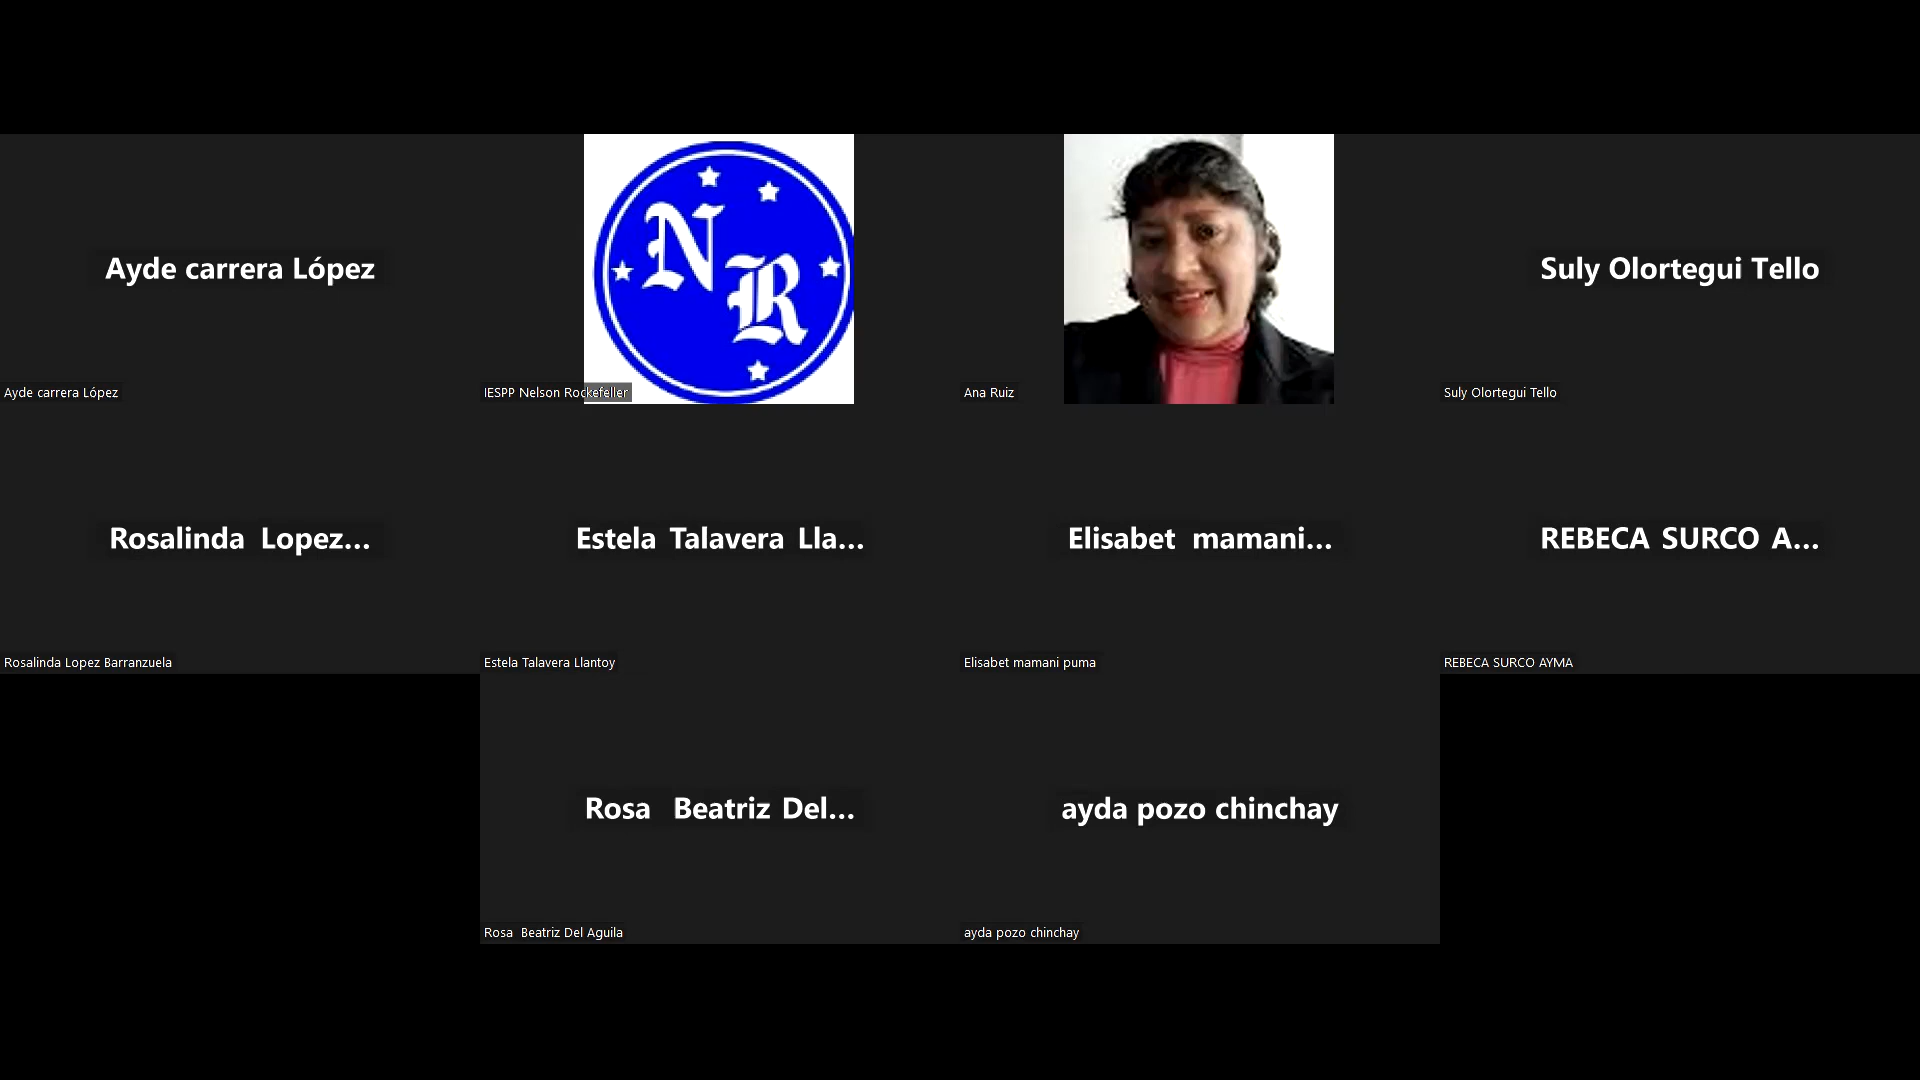 Ayde carrera López
N
R
Suly Olortegui Tello
Ayde carrera López
IESPP Nelson Rockefeller
Ana Ruiz
Suly Olortegui Tello
Rosalinda Lopez...
Estela Talavera Lla...
Elisabet mamani...
REBECA SURCO A...
Rosalinda Lopez Barranzuela
Estela Talavera Llantoy
Elisabet mamani puma
REBECA SURCO AYMA
Rosa Beatriz Del...
ayda pozo chinchay
Rosa Beatriz Del Aguila
ayda pozo chinchay